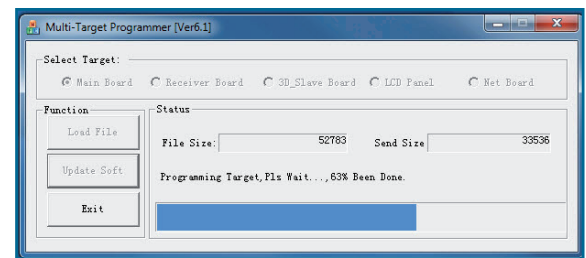 Multi-Target Programmer [Ver6.1]
Select Target:
Main Board Receiver Board 3D_Slave Board LCD Panel Net Board
Function
Status
Load File
File Size: 52783 Send Size 33536
Update Soft
Programming Target,Pls Wait...,63% Been Done.
Exit